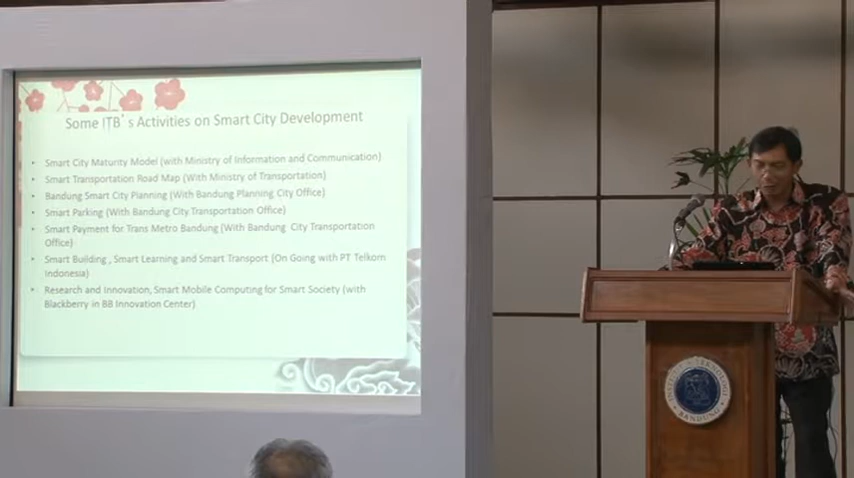 Some ITB's Activities on Smart City Development
• Smart City Maturity Model (with Ministry of Information and Communication)
• Smart Transportation Road Map (With Ministry of Transportation)
• Bandung Smart City Planning (With Bandung Planning City Office)
• Smart Parking (With Bandung City Transportation Office)
• Smart Payment for Trans Metro Bandung (With Bandung City Transportation
Office)
• Smart Building , Smart Learning and Smart Transport (On Going with PT Telkom
Indonesia)
• Research and Innovation, Smart Mobile Computing for Smart Society (with
Blackberry in BB Innovation Center)
INSTITUT TEKNOLOGI
BANDUNG